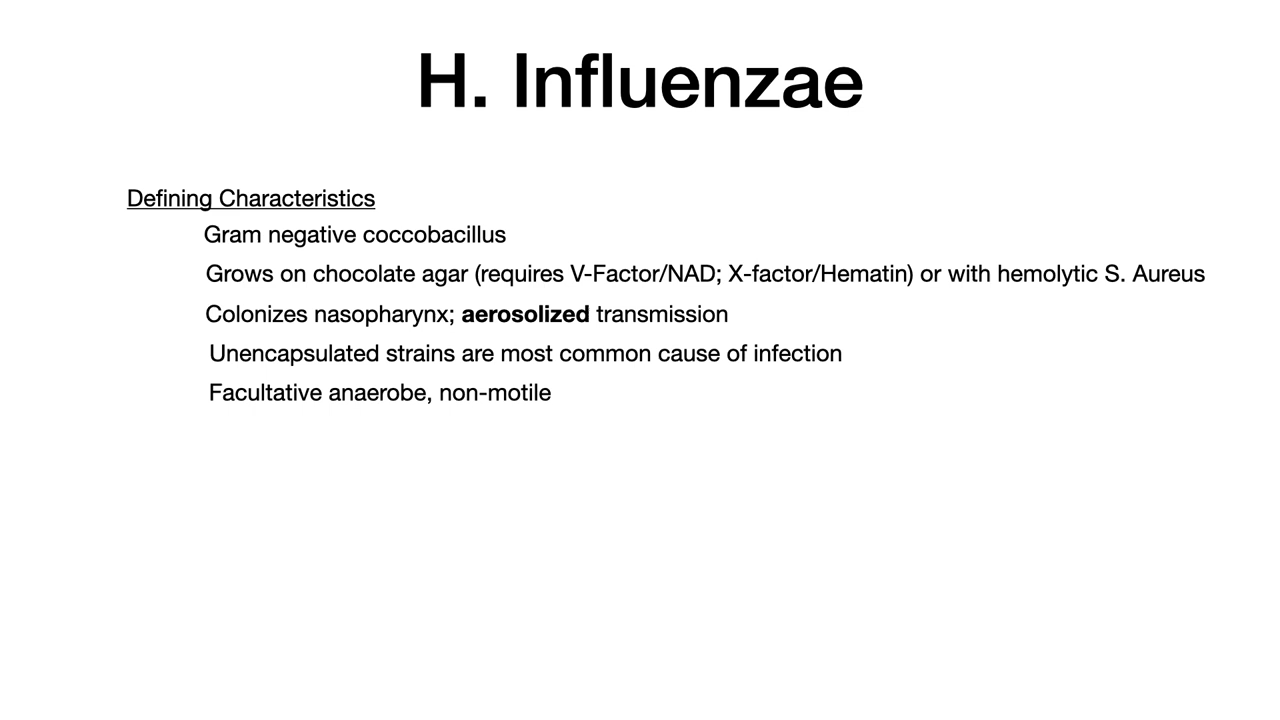 H. Influenzae
Defining Characteristics
Gram negative coccobacillus
Grows on chocolate agar (requires V-Factor/NAD; X-factor/Hematin) or with hemolytic S. Aureus
Colonizes nasopharynx; aerosolized transmission
Unencapsulated strains are most common cause of infection
Facultative anaerobe, non-motile